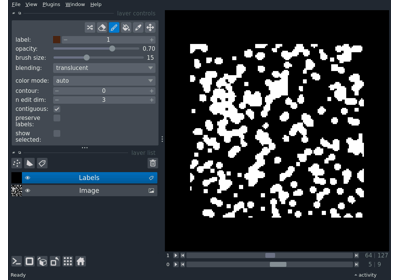 File View Plugins Window Help
layer controls
label: 1
opacity: 0.70
brush size: 15
blending: translucent
color mode: auto
contour: 0
n edit dim: 3
contiguous:
preserve
labels:
show
selected:
layer list
Labels
Image
1 64 127
0 5 9
Ready activity